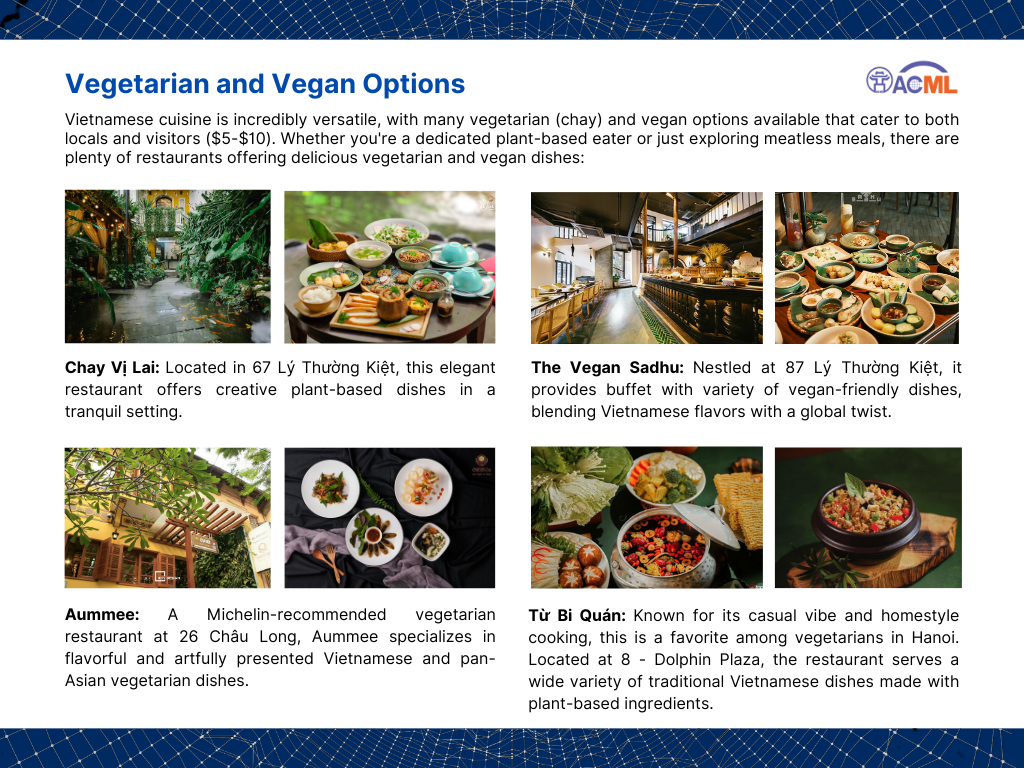 Vegetarian and Vegan Options
ACML
Vietnamese cuisine is incredibly versatile, with many vegetarian (chay) and vegan options available that cater to both
locals and visitors ($5-$10). Whether you're a dedicated plant-based eater or just exploring meatless meals, there are
plenty of restaurants offering delicious vegetarian and vegan dishes:
Chay Vị Lai: Located in 67 Lý Thường Kiệt, this elegant
restaurant offers creative plant-based dishes in a
tranquil setting.
The Vegan Sadhu: Nestled at 87 Lý Thường Kiệt, it
provides buffet with variety of vegan-friendly dishes,
blending Vietnamese flavors with a global twist.
Aummee: A Michelin-recommended vegetarian
restaurant at 26 Châu Long, Aummee specializes in
flavorful and artfully presented Vietnamese and pan-
Asian vegetarian dishes.
Từ Bi Quán: Known for its casual vibe and homestyle
cooking, this is a favorite among vegetarians in Hanoi.
Located at 8 - Dolphin Plaza, the restaurant serves a
wide variety of traditional Vietnamese dishes made with
plant-based ingredients.